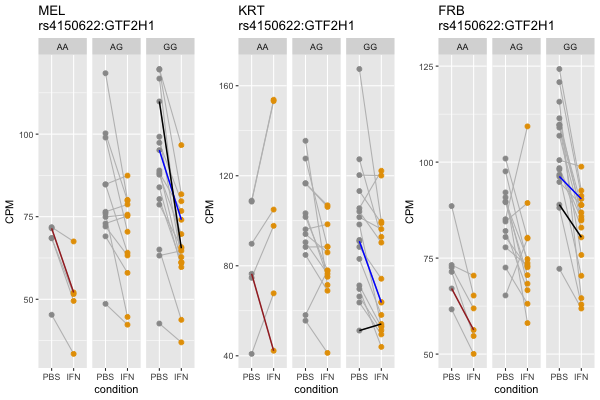 MEL
rs4150622:GTF2H1
AA AG GG
CPM
100
75
50
PBS IFN PBS IFN PBS IFN
condition
KRT
rs4150622:GTF2H1
AA AG GG
CPM
160
120
80
40
PBS IFN PBS IFN PBS IFN
condition
FRB
rs4150622:GTF2H1
AA AG GG
CPM
125
100
75
50
PBS IFN PBS IFN PBS IFN
condition